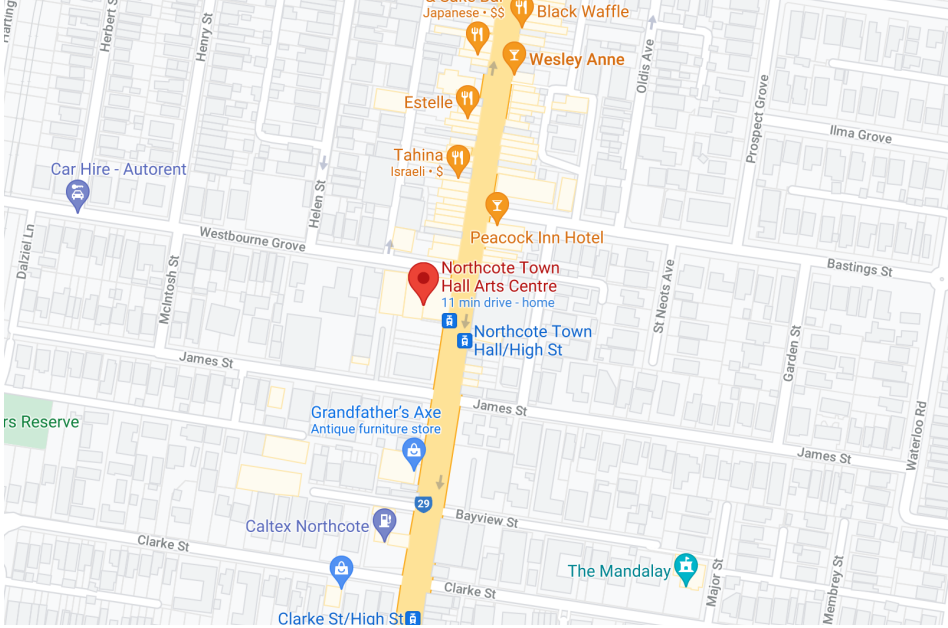 Japanese • $$
Black Waffle
Wesley Anne
Oldis Ave
Herbert S
Henry St
Estelle
Prospect Grove
Ilma Grove
Tahina
Israeli • $
Car Hire - Autorent
Helen St
Peacock Inn Hotel
Westbourne Grove
Dalziel Ln
McIntosh St
Bastings St
St Neots Ave
Northcote Town
Hall Arts Centre
11 min drive - home
Northcote Town
Hall/High St
Garden St
James St
James St
Grandfather's Axe
Antique furniture store
rs Reserve
James St
Waterloo Rd
29
Bayview St
Caltex Northcote
Clarke St
The Mandalay
Major St
Membrey St
Clarke St
Clarke St/High St